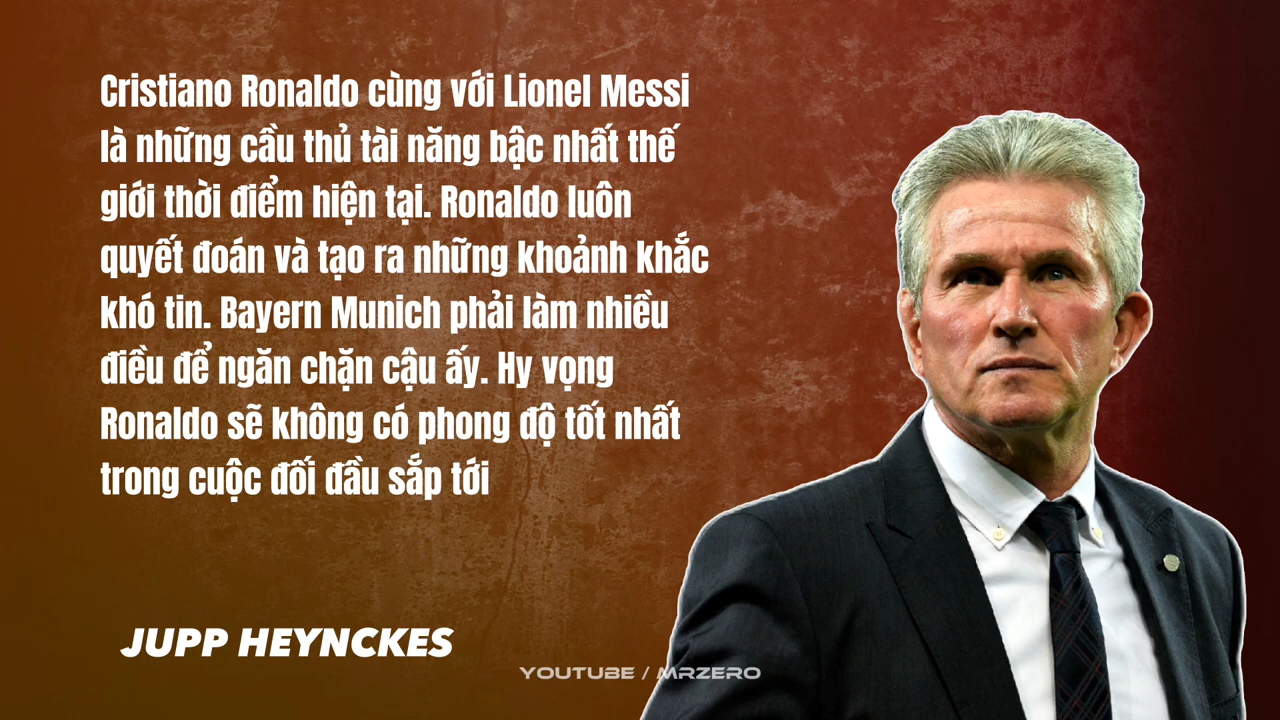 Cristiano Ronaldo cùng với Lionel Messi
là những cầu thủ tài năng bậc nhất thế
giới thời điểm hiện tại. Ronaldo luôn
quyết đoán và tạo ra những khoảnh khắc
khó tin. Bayern Munich phải làm nhiều
điều để ngăn chặn cậu ấy. Hy vọng
Ronaldo sẽ không có phong độ tốt nhất
trong cuộc đối đầu sắp tới
JUPP HEYNCKES
YOUTUBE / MRZERO